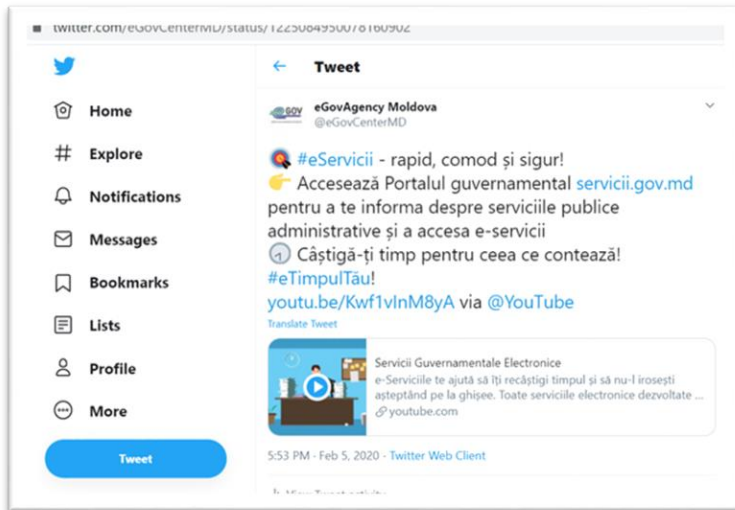 twitter.com/eGovCenterMD/status/1225084950078160902
← Tweet
Home
Explore
Notifications
Messages
Bookmarks
Lists
Profile
More
Tweet
GOV
eGovAgency Moldova
@eGovCenterMD
#eServicii - rapid, comod și sigur!
Accesează Portalul guvernamental servicii.gov.md
pentru a te informa despre serviciile publice
administrative și a accesa e-servicii
Câștigă-ți timp pentru ceea ce contează!
#eTimpulTău!
youtu.be/Kwf1vInM8yA via @YouTube
Translate Tweet
Servicii Guvernamentale Electronice
e-Serviciile te ajută să îți recâștigi timpul și să nu-l irosești
așteptând pe la ghișee. Toate serviciile electronice dezvoltate ...
youtube.com
5:53 PM · Feb 5, 2020 · Twitter Web Client
View Tweet activity